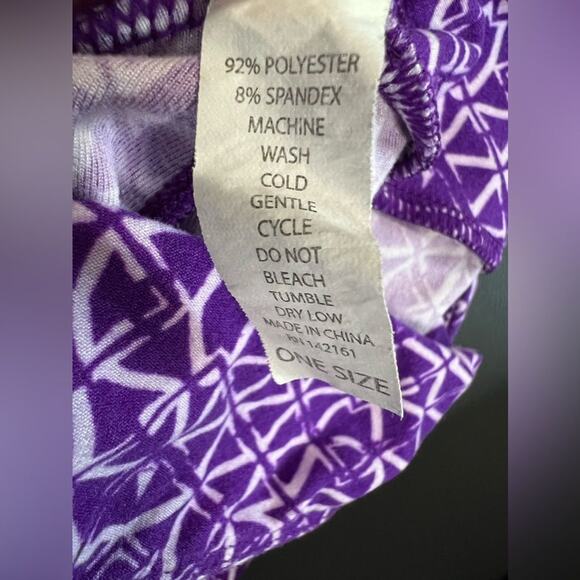 92% POLYESTER
8% SPANDEX
MACHINE
WASH
COLD
GENTLE
CYCLE
DO NOT
BLEACH
TUMBLE
DRY LOW
MADE IN CHINA
RN 142161
ONE SIZE